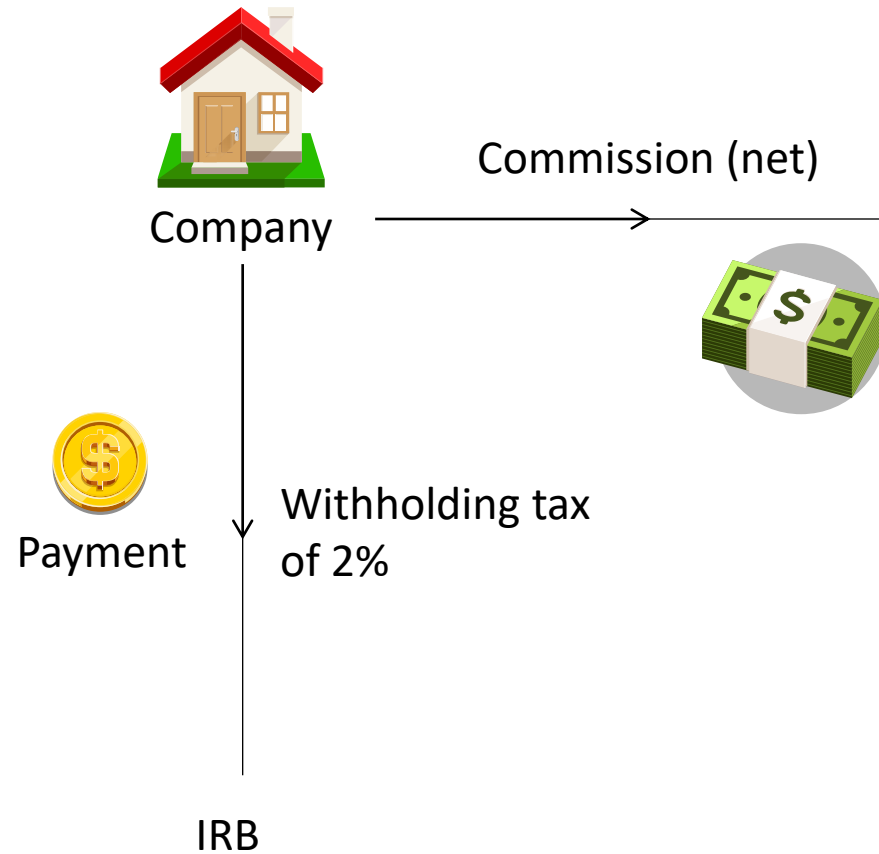 Commission (net)
Company
$
$
Payment
Withholding tax
of 2%
IRB